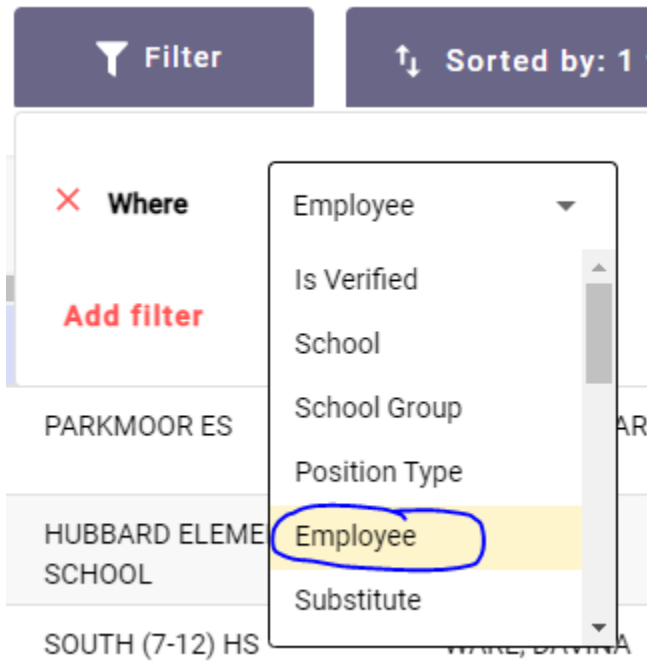 Filter
Sorted by: 1
Where
Employee
Is Verified
Add filter
School
School Group
PARKMOOR ES
AR
Position Type
HUBBARD ELEME
SCHOOL
Employee
Substitute
SOUTH (7-12) HS